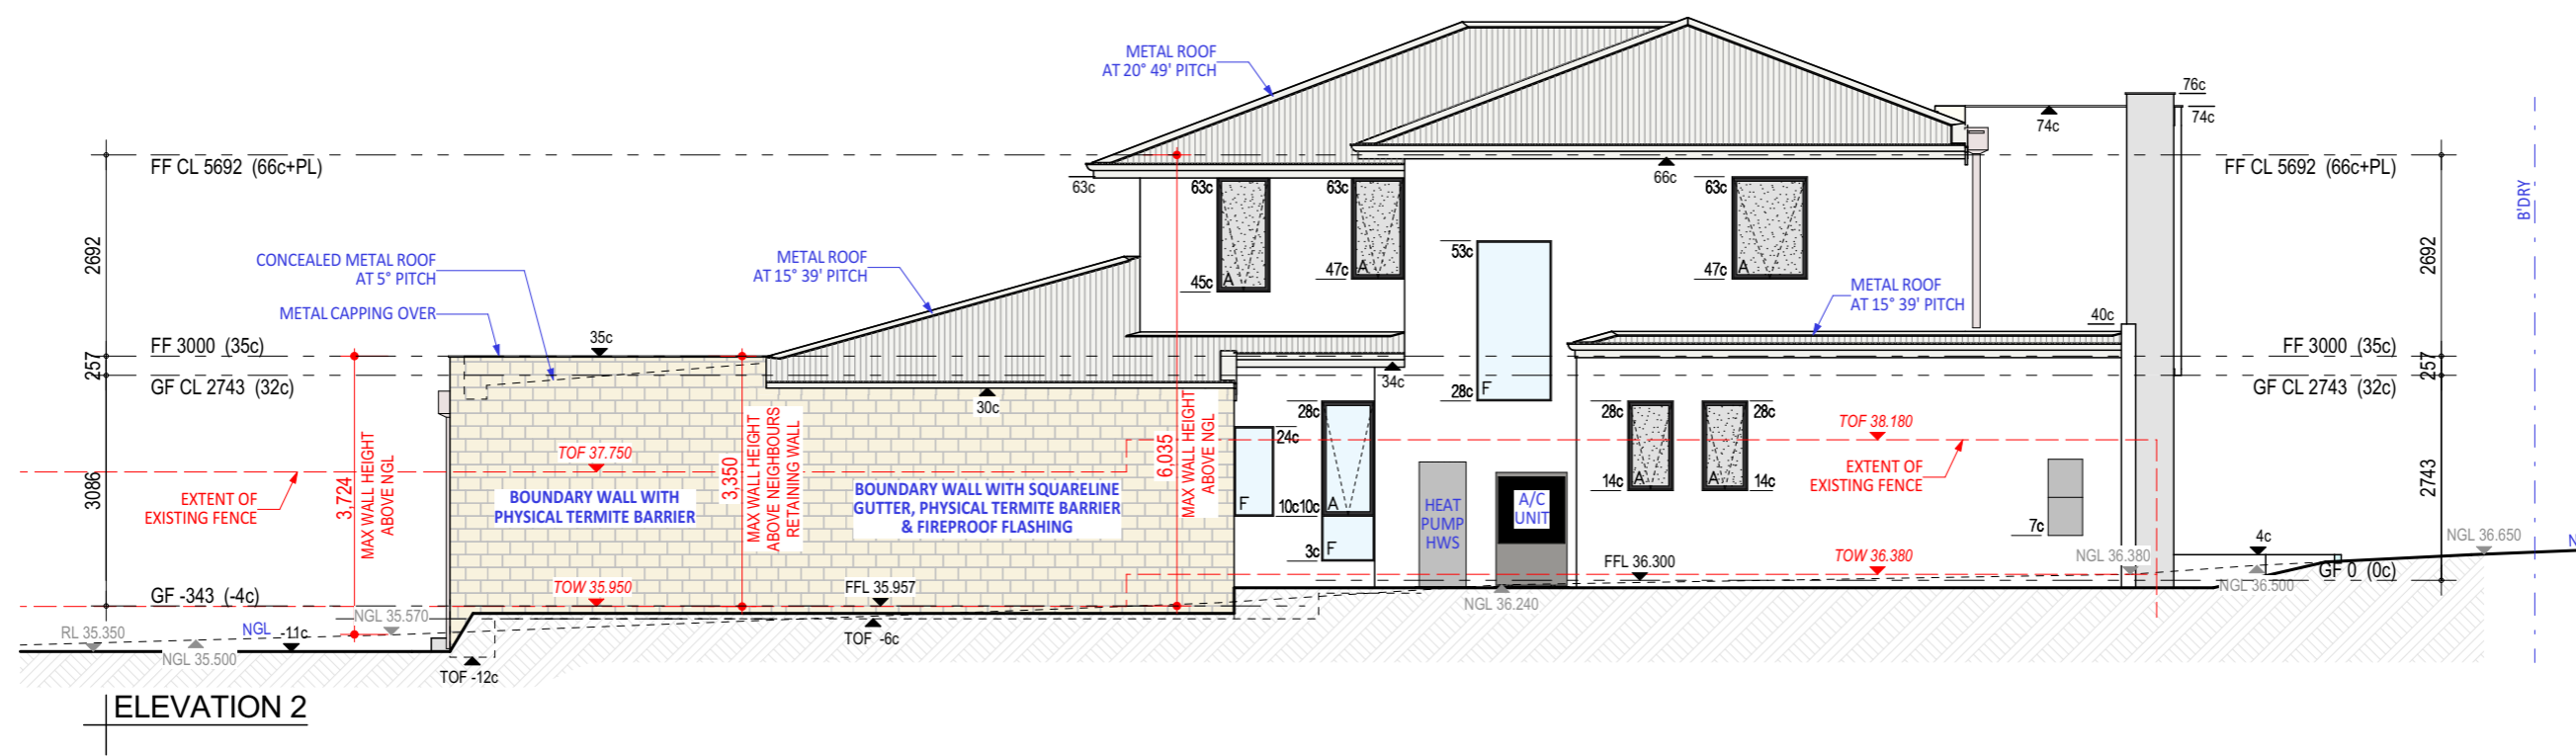 METAL ROOF
AT 20° 49' PITCH
76c
74c
74c
FF CL 5692 (66c+PL)
FF CL 5692 (66c+PL)
63c
63c
63c
66c
63c
B'DRY
2692
2692
CONCEALED METAL ROOF
AT 5° PITCH
METAL ROOF
AT 15° 39' PITCH
53c
45c
A
47c
A
47c
A
METAL ROOF
AT 15° 39' PITCH
METAL CAPPING OVER
40c
35c
FF 3000 (35c)
FF 3000 (35c)
257
257
GF CL 2743 (32c)
GF CL 2743 (32c)
34c
30c
28c
F
28c
24c
28c
28c
TOF 38.180
TOF 37.750
EXTENT OF
EXISTING FENCE
EXTENT OF
EXISTING FENCE
3086
2743
3,724
MAX WALL HEIGHT
ABOVE NGL
BOUNDARY WALL WITH
PHYSICAL TERMITE BARRIER
3,350
MAX WALL HEIGHT
ABOVE NEIGHBOURS
RETAINING WALL
BOUNDARY WALL WITH SQUARELINE
GUTTER, PHYSICAL TERMITE BARRIER
& FIREPROOF FLASHING
6,035
MAX WALL HEIGHT
ABOVE NGL
F
10c
10c
A
3c
F
HEAT
PUMP
HWS
A/C
UNIT
14c
A
A
14c
7c
4c
NGL 36.650
N
TOW 36.380
NGL 36.380
FFL 36.300
GF 0 (0c)
NGL 36.500
NGL 36.240
GF -343 (-4c)
TOW 35.950
FFL 35.957
NGL 35.570
RL 35.350
NGL
-11c
NGL 35.500
TOF -6c
TOF -12c
ELEVATION 2